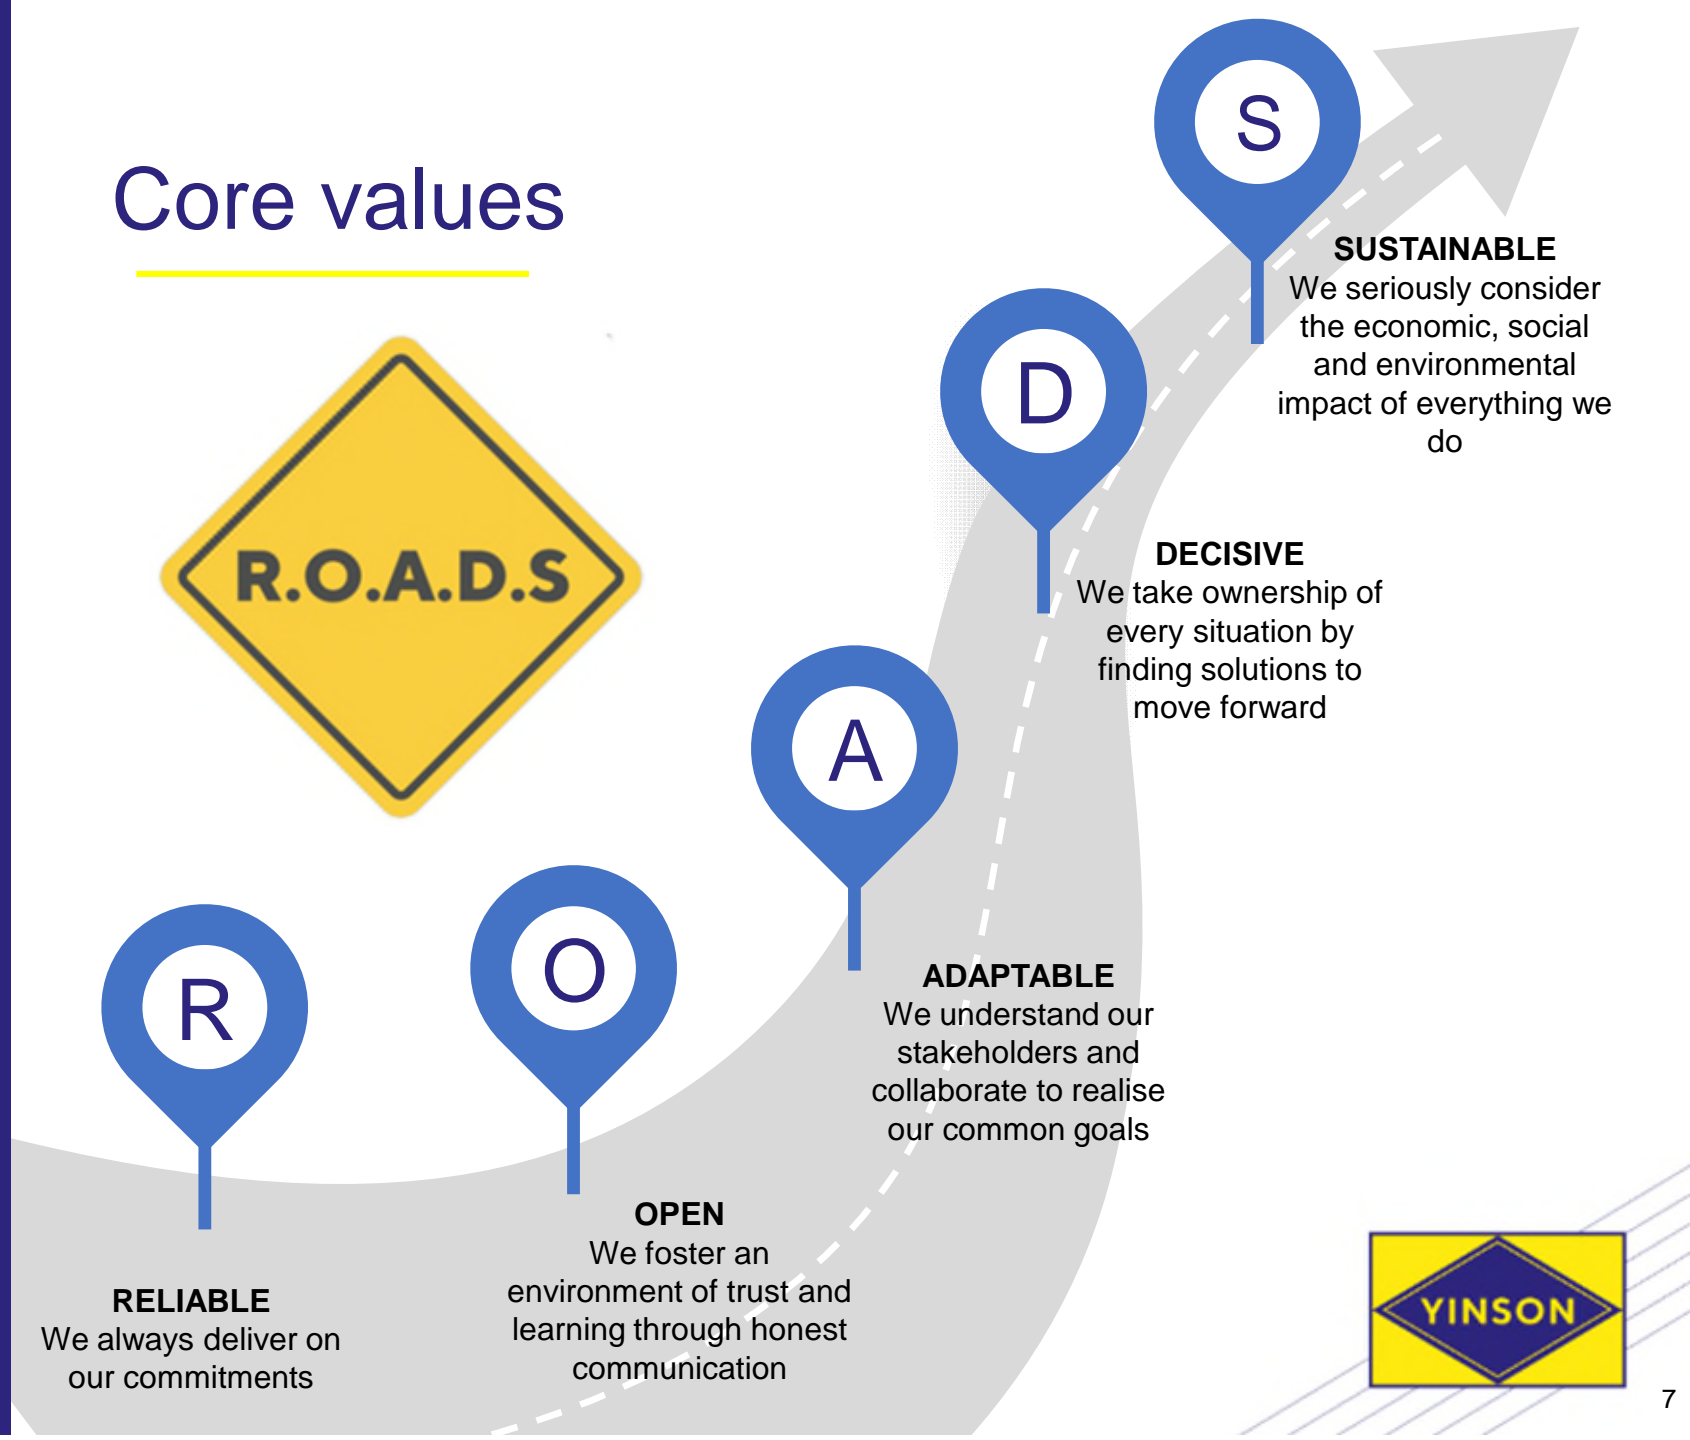 Core values
R.O.A.D.S
R
RELIABLE
We always deliver on
our commitments
O
OPEN
We foster an
environment of trust and
learning through honest
communication
A
ADAPTABLE
We understand our
stakeholders and
collaborate to realise
our common goals
D
DECISIVE
We take ownership of
every situation by
finding solutions to
move forward
S
SUSTAINABLE
We seriously consider
the economic, social
and environmental
impact of everything we
do
YINSON
7